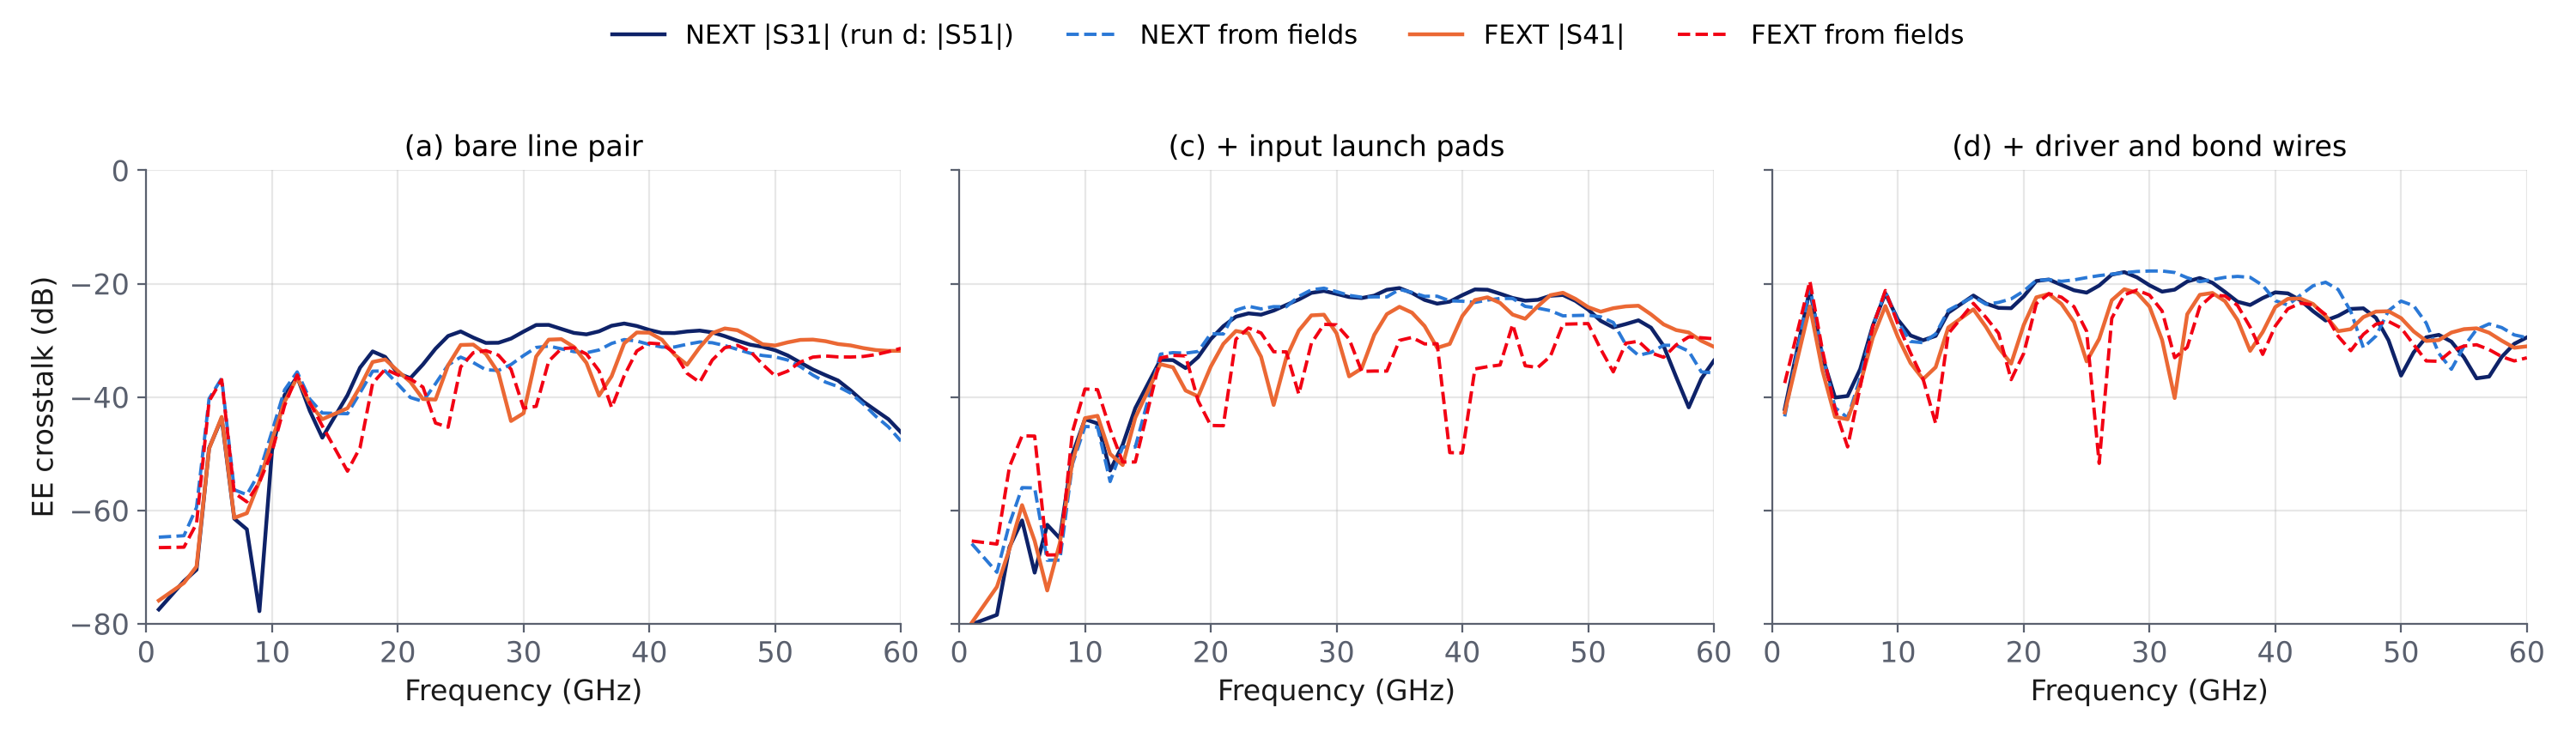 NEXT |S31| (run d: |S51|) NEXT from fields FEXT |S41| FEXT from fields
(a) bare line pair (c) + input launch pads (d) + driver and bond wires
EE crosstalk (dB)
0
−20
−40
−60
−80
0 10 20 30 40 50 60 0 10 20 30 40 50 60 0 10 20 30 40 50 60
Frequency (GHz) Frequency (GHz) Frequency (GHz)